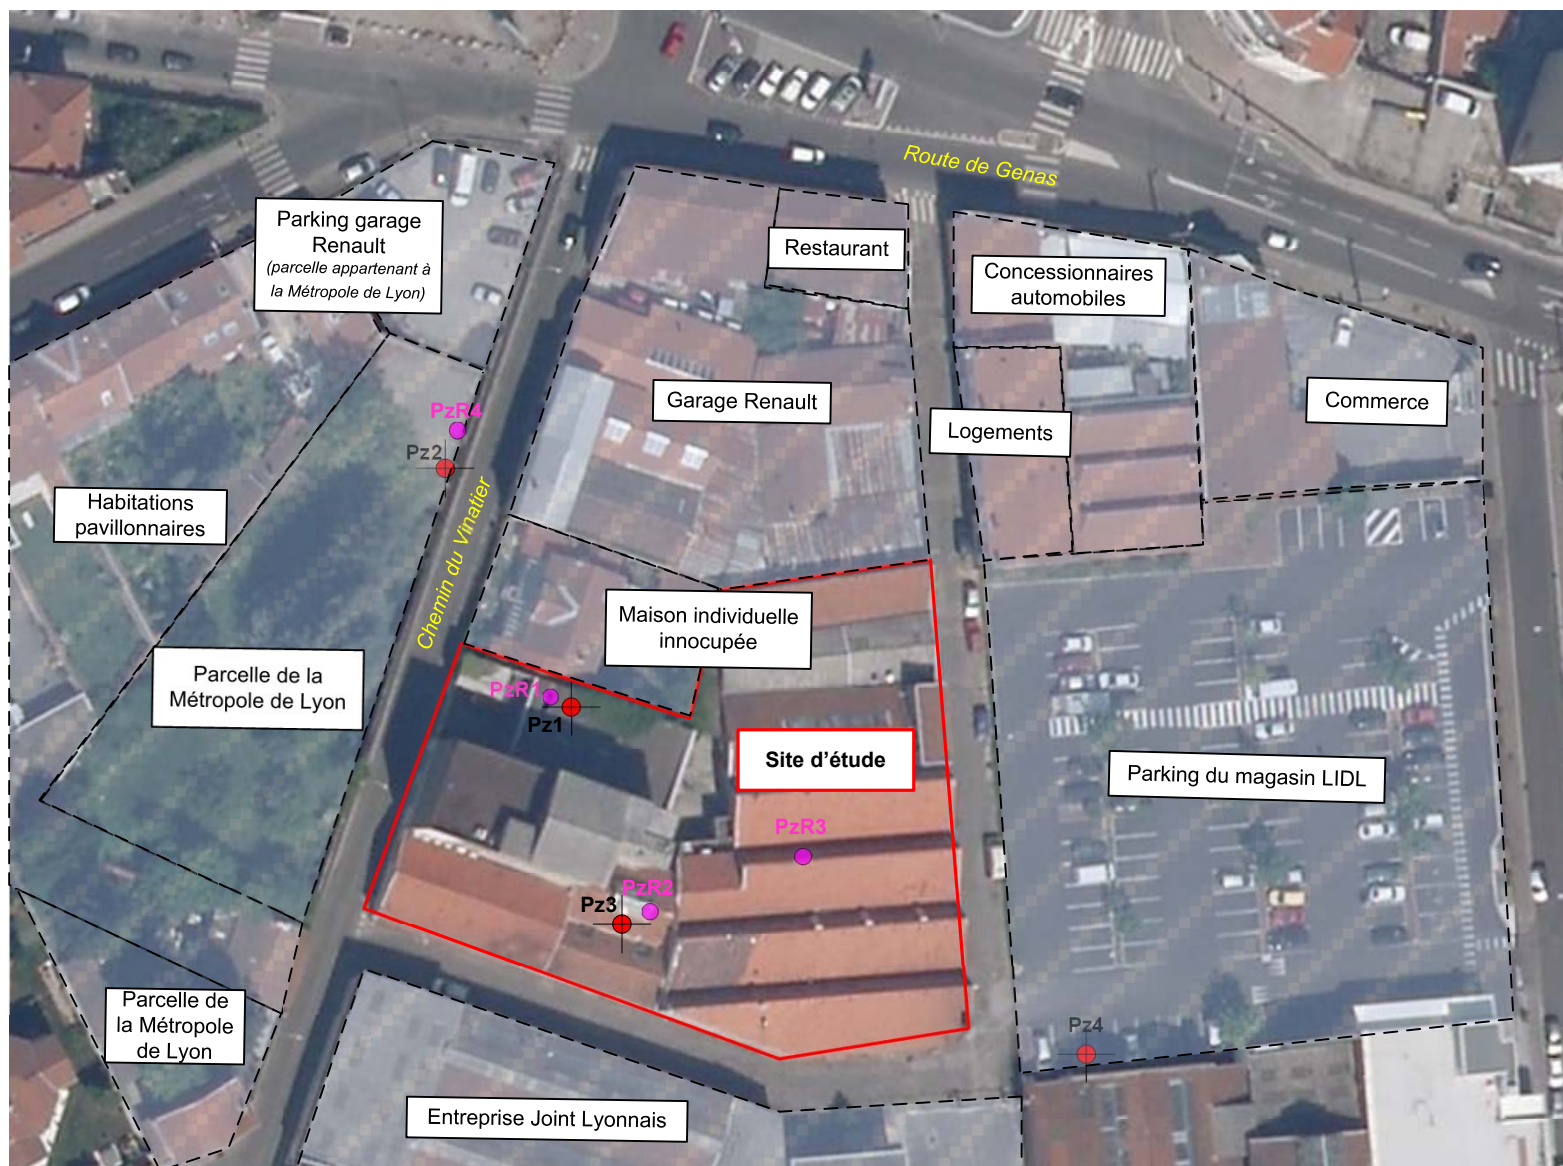 Route de Genas
Parking garage
Renault
(parcelle appartenant à
la Métropole de Lyon)
Restaurant
Concessionnaires
automobiles
Garage Renault
Commerce
Logements
PzR4
Pz2
Habitations
pavillonnaires
Chemin du Vinatier
Maison individuelle
innocupée
Parcelle de la
Métropole de Lyon
PzR1
Pz1
Site d'étude
Parking du magasin LIDL
PzR3
PzR2
Pz3
Parcelle de
la Métropole
de Lyon
Pz4
Entreprise Joint Lyonnais